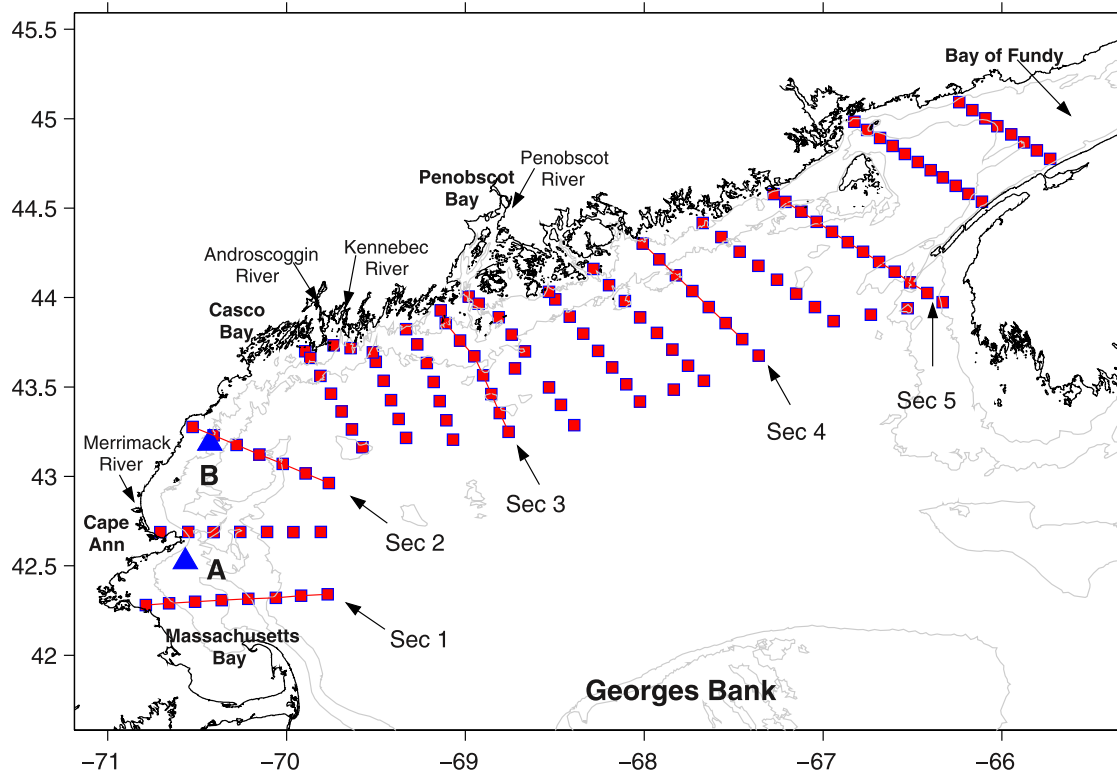 45.5
45
44.5
44
43.5
43
42.5
42
−71
−70
−69
−68
−67
−66
Bay of Fundy
Penobscot
River
Penobscot
Bay
Androscoggin
River
Kennebec
River
Casco
Bay
Merrimack
River
B
Cape
Ann
A
Massachusetts
Bay
Sec 1
Sec 2
Sec 3
Sec 4
Sec 5
Georges Bank